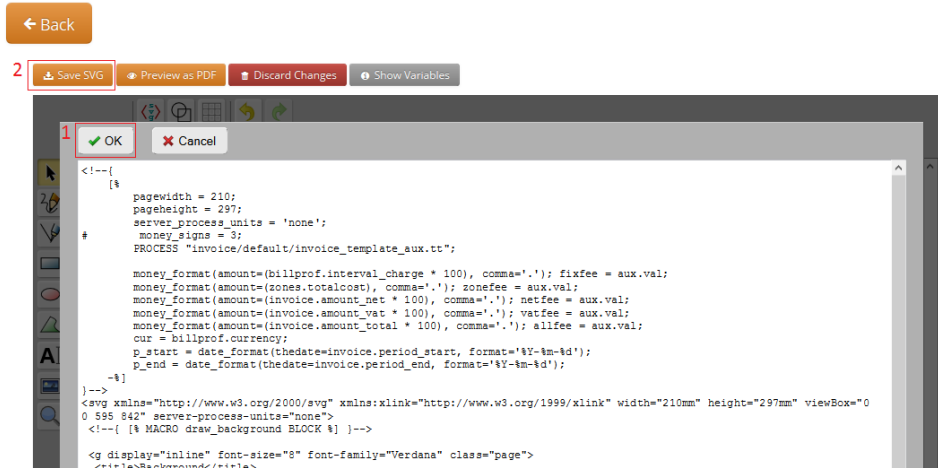 Back
2
Save SVG Preview as PDF Discard Changes Show Variables
1
OK Cancel
<!--{
[%
pagewidth = 210;
pageheight = 297;
server_process_units = 'none';
# money_signs = 3;
PROCESS "invoice/default/invoice_template_aux.tt";
money_format(amount=(billprof.interval_charge * 100), comma='.'); fixfee = aux.val;
money_format(amount=(zones.totalcost), comma='.'); zonefee = aux.val;
money_format(amount=(invoice.amount_net * 100), comma='.'); netfee = aux.val;
money_format(amount=(invoice.amount_vat * 100), comma='.'); vatfee = aux.val;
money_format(amount=(invoice.amount_total * 100), comma='.'); allfee = aux.val;
cur = billprof.currency;
p_start = date_format(thedate=invoice.period_start, format='%Y-%m-%d');
p_end = date_format(thedate=invoice.period_end, format='%Y-%m-%d');
-%]
}-->
<svg xmlns="http://www.w3.org/2000/svg" xmlns:xlink="http://www.w3.org/1999/xlink" width="210mm" height="297mm" viewBox="0
0 595 842" server-process-units="none">
<!--{ [% MACRO draw_background BLOCK %] }-->
<g display="inline" font-size="8" font-family="Verdana" class="page">
<title>Background</title>
A